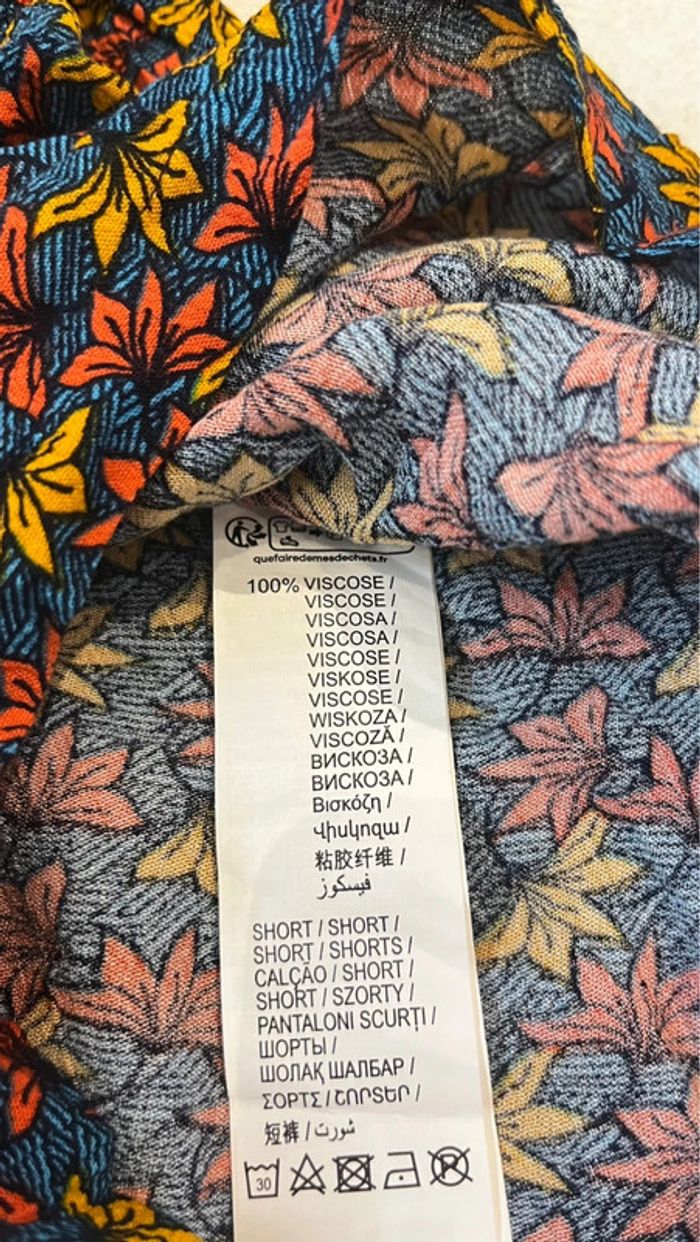 quefairedemesdechets.fr
100% VISCOSE /
VISCOSE /
VISCOSA /
VISCOSA /
VISCOSE /
VISKOSE /
VISCOSE /
WISKOZA /
VISCOZĂ /
ВИСКОЗА /
ВИСКОЗА /
Βισκόζη /
Վիսկոզա /
粘胶纤维 /
فيسكوز
SHORT / SHORT /
SHORT / SHORTS /
CALÇÃO / SHORT /
SHORT / SZORTY /
PANTALONI SCURȚI /
ШОРТЫ /
ШОЛАҚ ШАЛБАР /
ΣΟΡΤΣ / ՇՈՐՏԵՐ /
短裤 / شورت
30
P